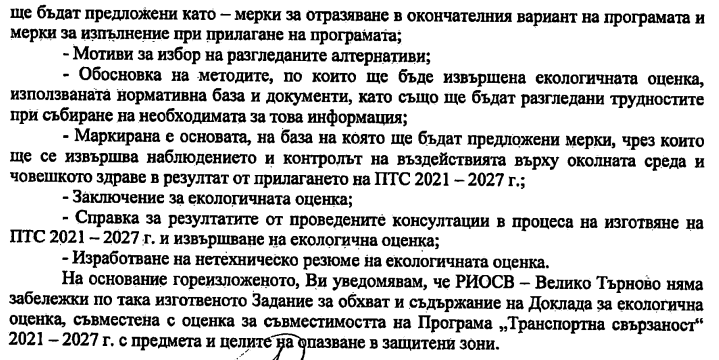 ще бъдат предложени като – мерки за отразяване в окончателния вариант на програмата и
мерки за изпълнение при прилагане на програмата;
- Мотиви за избор на разгледаните алтернативи;
- Обосновка на методите, по които ще бъде извършена екологичната оценка,
използваната нормативна база и документи, като също ще бъдат разгледани трудностите
при събиране на необходимата за това информация;
- Маркирана е основата, на база на която ще бъдат предложени мерки, чрез които
ще се извършва наблюдението и контролът на въздействията върху околната среда и
човешкото здраве в резултат от прилагането на ПТС 2021 – 2027 г.;
- Заключение за екологичната оценка;
- Справка за резултатите от проведените консултации в процеса на изготвяне на
ПТС 2021 – 2027 г. и извършване на екологична оценка;
- Изработване на нетехническо резюме на екологичната оценка.
На основание гореизложеното, Ви уведомявам, че РИОСВ – Велико Търново няма
забележки по така изготвеното Задание за обхват и съдържание на Доклада за екологична
оценка, съвместена с оценка за съвместимостта на Програма „Транспортна свързаност“
2021 – 2027 г. с предмета и целите на опазване в защитени зони.